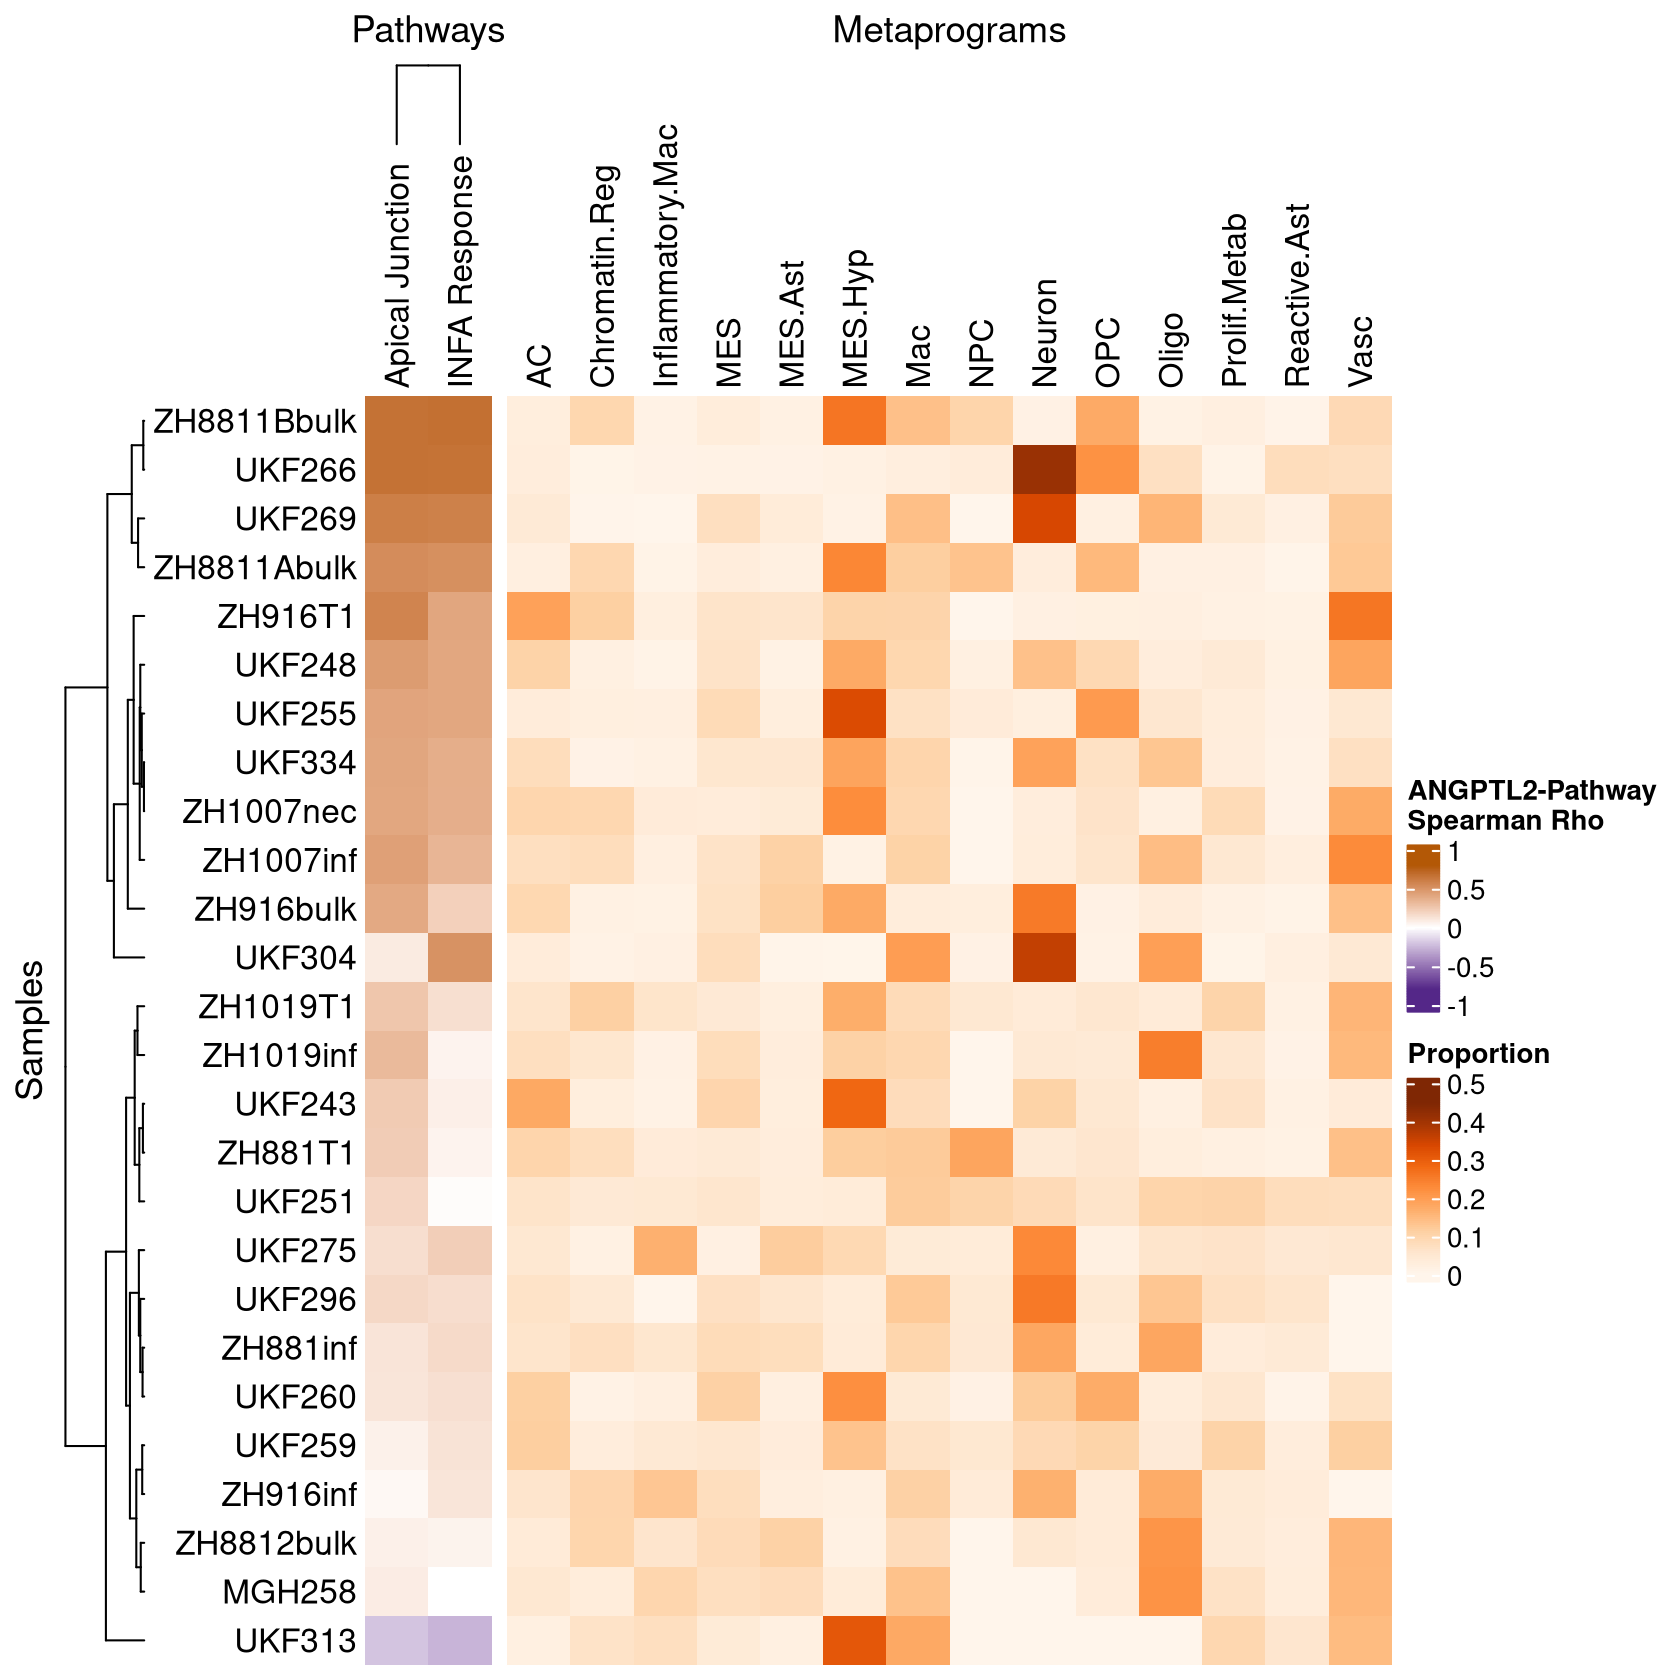 Pathways
Metaprograms
Apical Junction
INFA Response
AC
Chromatin.Reg
Inflammatory.Mac
MES
MES.Ast
MES.Hyp
Mac
NPC
Neuron
OPC
Oligo
Prolif.Metab
Reactive.Ast
Vasc
Samples
ZH8811Bbulk
UKF266
UKF269
ZH8811Abulk
ZH916T1
UKF248
UKF255
UKF334
ZH1007nec
ZH1007inf
ZH916bulk
UKF304
ZH1019T1
ZH1019inf
UKF243
ZH881T1
UKF251
UKF275
UKF296
ZH881inf
UKF260
UKF259
ZH916inf
ZH8812bulk
MGH258
UKF313
ANGPTL2-Pathway
Spearman Rho
1
0.5
0
-0.5
-1
Proportion
0.5
0.4
0.3
0.2
0.1
0